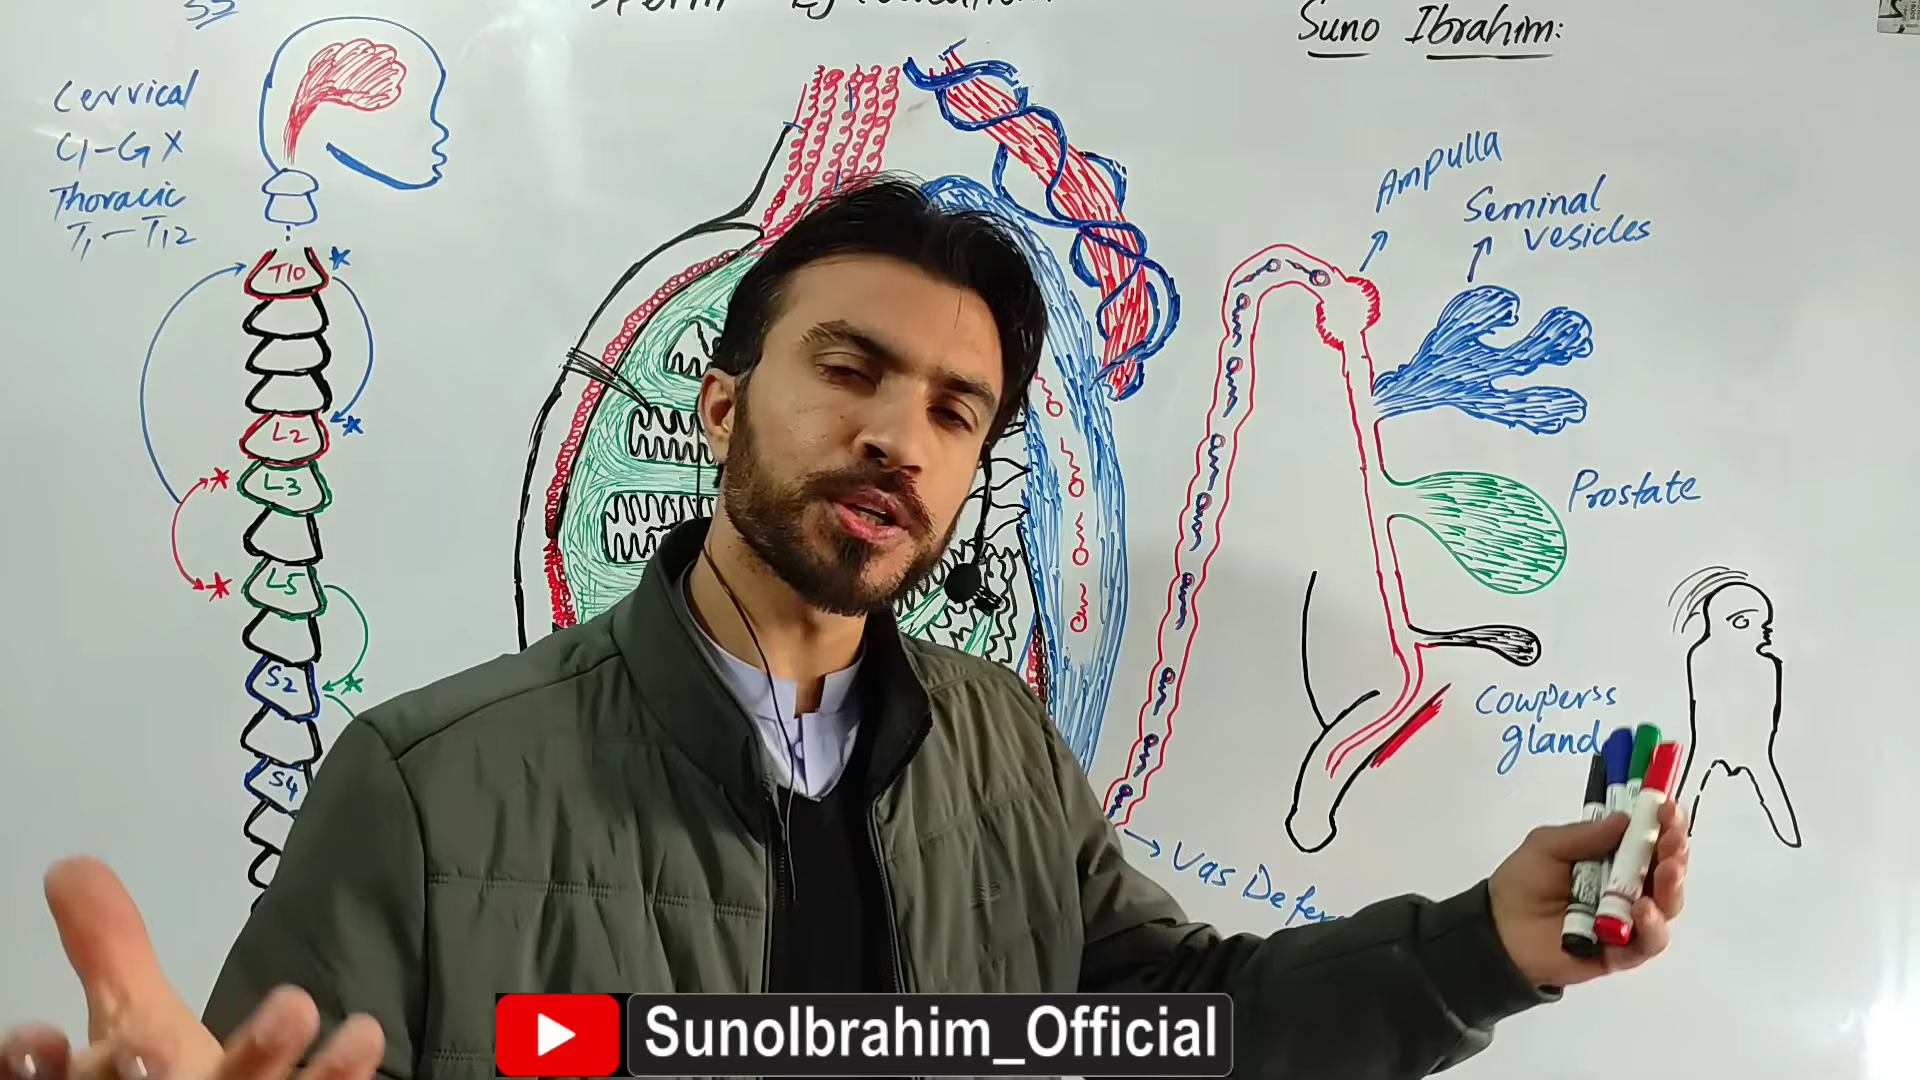 Suno Ibrahim:
Cervical
C1-C7 X
Thoracic
T1-T12
T10
L2
L3
L5
S2
S4
Ampulla
Seminal
vesicles
Prostate
Cowperss
gland
Vas Defer
SunoIbrahim_Official